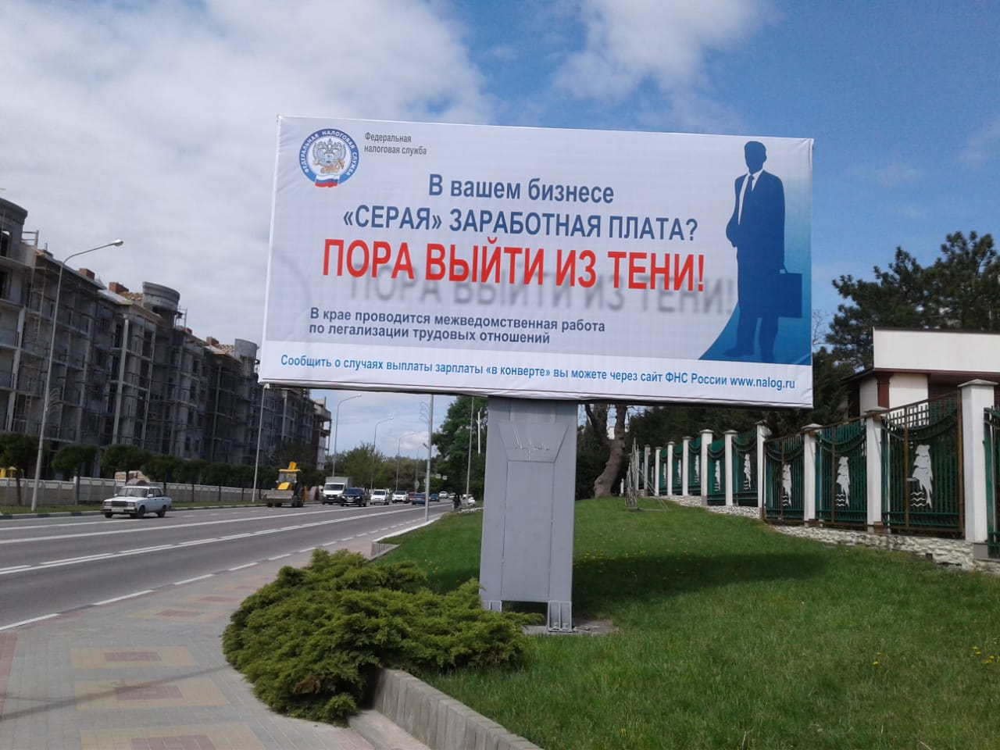 ФЕДЕРАЛЬНАЯ НАЛОГОВАЯ СЛУЖБА
Федеральная
налоговая служба
В вашем бизнесе
«СЕРАЯ» ЗАРАБОТНАЯ ПЛАТА?
ПОРА ВЫЙТИ ИЗ ТЕНИ!
ПОРА ВЫЙТИ ИЗ ТЕНИ!
В крае проводится межведомственная работа
по легализации трудовых отношений
Сообщить о случаях выплаты зарплаты «в конверте» вы можете через сайт ФНС России www.nalog.ru